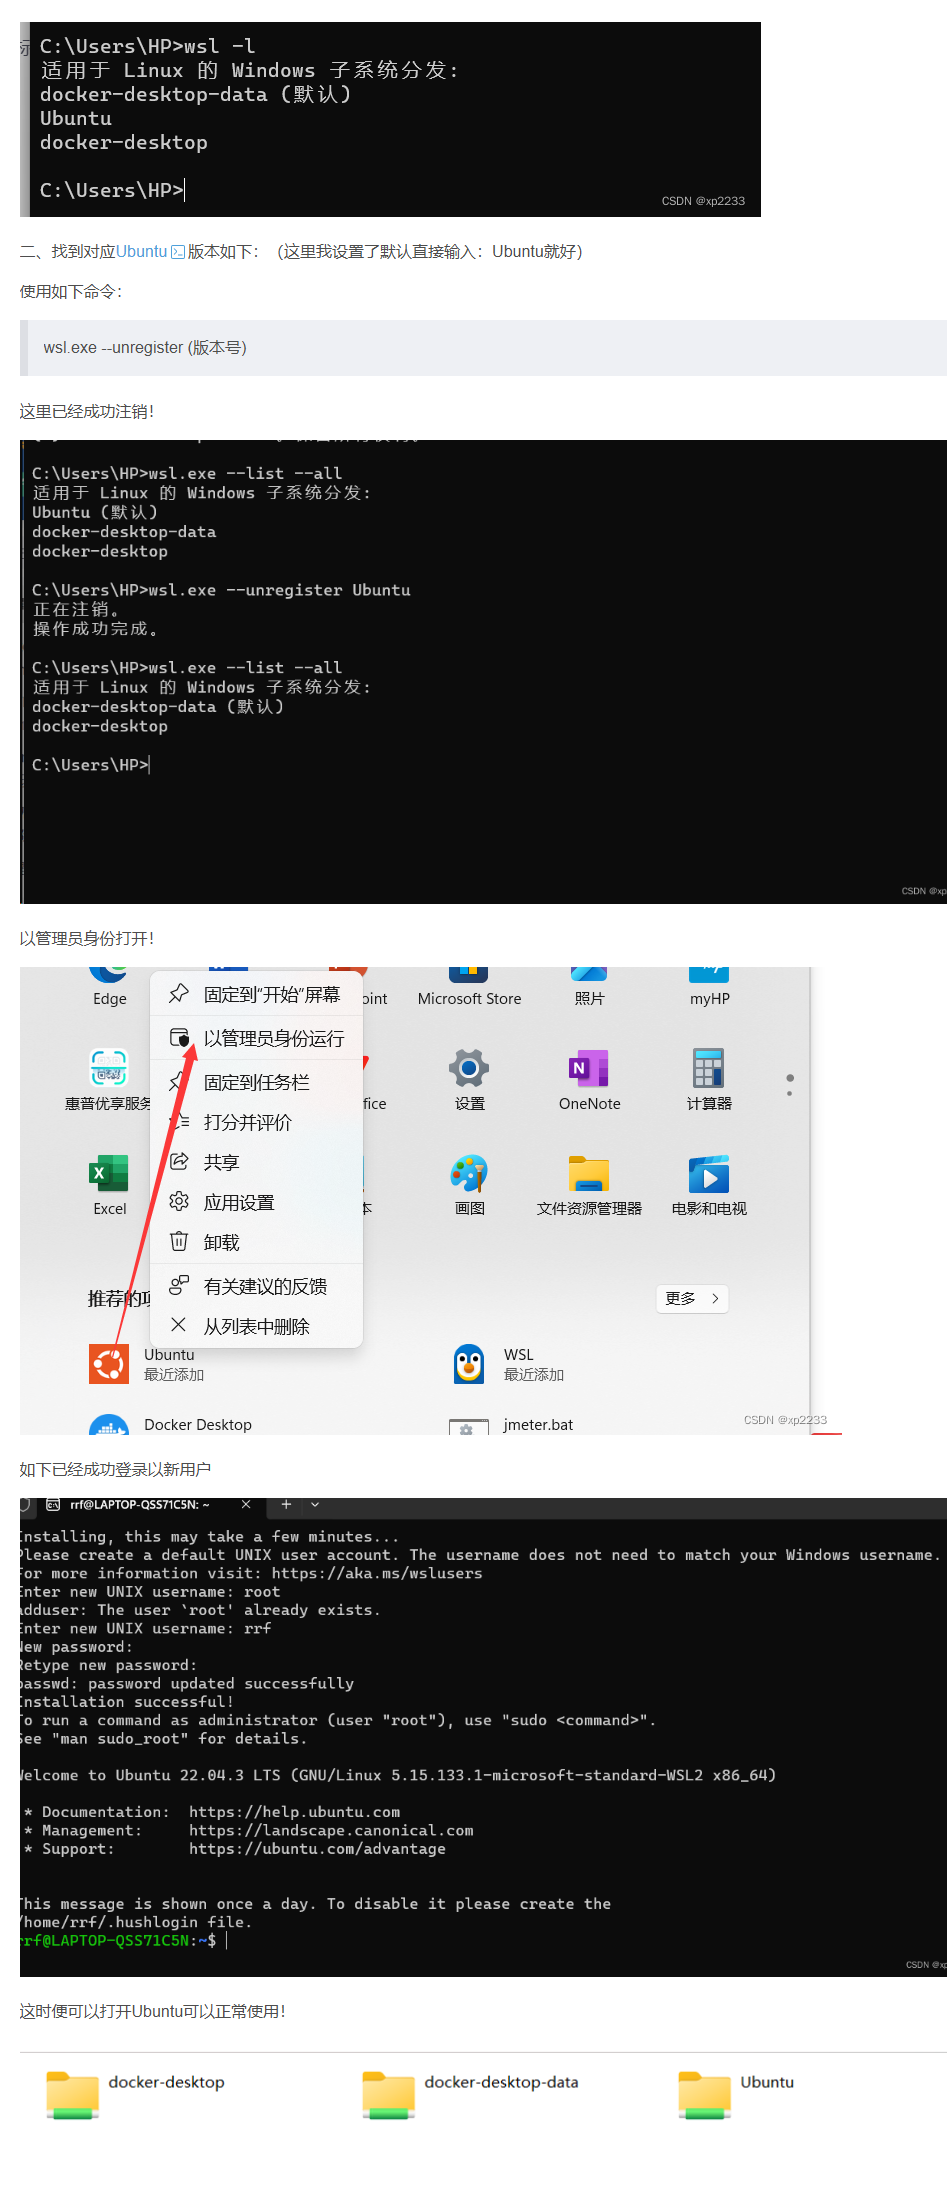 C:\Users\HP>wsl -l
适用于 Linux 的 Windows 子系统分发:
docker-desktop-data (默认)
Ubuntu
docker-desktop
C:\Users\HP>
CSDN @xp2233
二、找到对应Ubuntu 版本如下：（这里我设置了默认直接输入：Ubuntu就好）
使用如下命令：
wsl.exe --unregister (版本号)
这里已经成功注销！
C:\Users\HP>wsl.exe --list --all
适用于 Linux 的 Windows 子系统分发:
Ubuntu (默认)
docker-desktop-data
docker-desktop
C:\Users\HP>wsl.exe --unregister Ubuntu
正在注销。
操作成功完成。
C:\Users\HP>wsl.exe --list --all
适用于 Linux 的 Windows 子系统分发:
docker-desktop-data (默认)
docker-desktop
C:\Users\HP>
CSDN @xp
以管理员身份打开！
Edge
oint
Microsoft Store
照片
myHP
固定到“开始”屏幕
以管理员身份运行
固定到任务栏
打分并评价
共享
应用设置
卸载
有关建议的反馈
从列表中删除
惠普优享服务
fice
设置
OneNote
计算器
Excel
本
画图
文件资源管理器
电影和电视
推荐的项
更多
Ubuntu
最近添加
WSL
最近添加
Docker Desktop
jmeter.bat
CSDN @xp2233
如下已经成功登录以新用户
rrf@LAPTOP-QSS71C5N: ~
Installing, this may take a few minutes...
Please create a default UNIX user account. The username does not need to match your Windows username.
For more information visit: https://aka.ms/wslusers
Enter new UNIX username: root
adduser: The user `root' already exists.
Enter new UNIX username: rrf
New password:
Retype new password:
passwd: password updated successfully
Installation successful!
To run a command as administrator (user "root"), use "sudo <command>".
See "man sudo_root" for details.
Welcome to Ubuntu 22.04.3 LTS (GNU/Linux 5.15.133.1-microsoft-standard-WSL2 x86_64)
* Documentation: https://help.ubuntu.com
* Management: https://landscape.canonical.com
* Support: https://ubuntu.com/advantage
This message is shown once a day. To disable it please create the
/home/rrf/.hushlogin file.
rrf@LAPTOP-QSS71C5N:~$
CSDN @xp
这时便可以打开Ubuntu可以正常使用！
docker-desktop
docker-desktop-data
Ubuntu